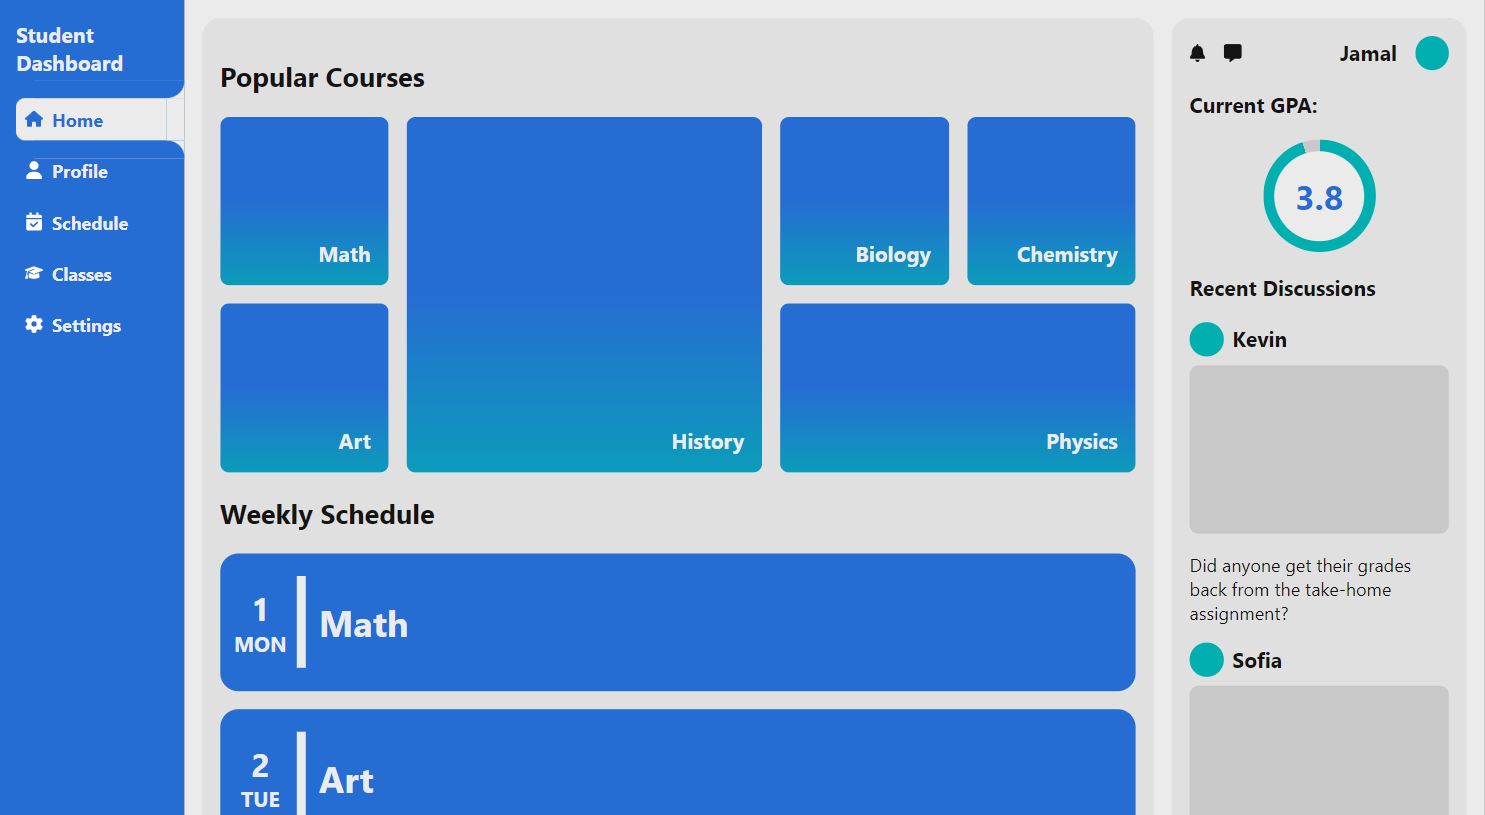 Student
Dashboard
Home
Profile
Schedule
Classes
Settings
Popular Courses
Math
Biology
Chemistry
Art
History
Physics
Weekly Schedule
1
MON
Math
2
TUE
Art
Jamal
Current GPA:
3.8
Recent Discussions
Kevin
Did anyone get their grades
back from the take-home
assignment?
Sofia